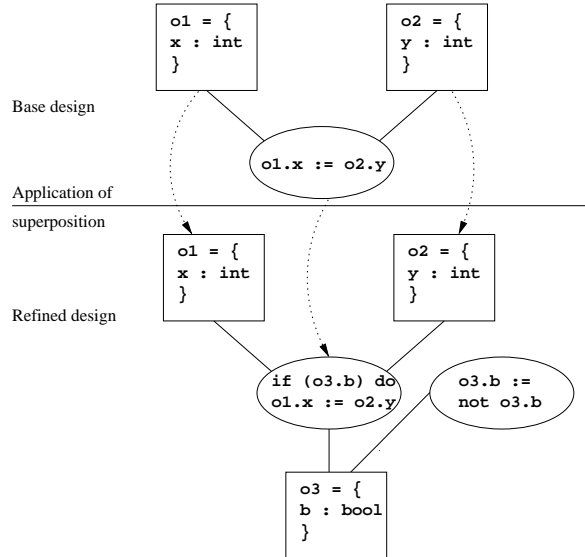 o1 = {
x : int
}
o2 = {
y : int
}
Base design
o1.x := o2.y
Application of
superposition
o1 = {
x : int
}
o2 = {
y : int
}
Refined design
if (o3.b) do
o1.x := o2.y
o3.b :=
not o3.b
o3 = {
b : bool
}